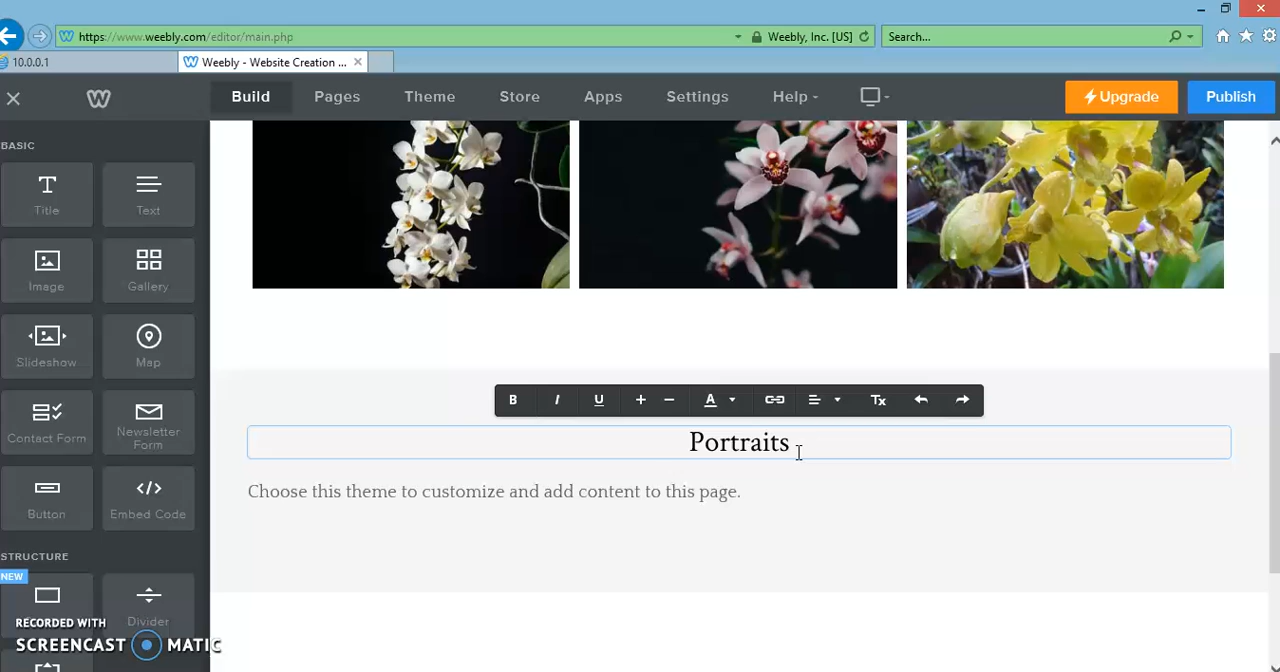 https://www.weebly.com/editor/main.php
Weebly, Inc. [US]
Search...
10.0.0.1
Weebly - Website Creation ...
Build
Pages
Theme
Store
Apps
Settings
Help
Upgrade
Publish
BASIC
Title
Text
Image
Gallery
Slideshow
Map
Contact Form
Newsletter
Form
Button
Embed Code
B I U + − A Tx
Portraits
Choose this theme to customize and add content to this page.
STRUCTURE
NEW
Divider
RECORDED WITH
SCREENCAST MATIC